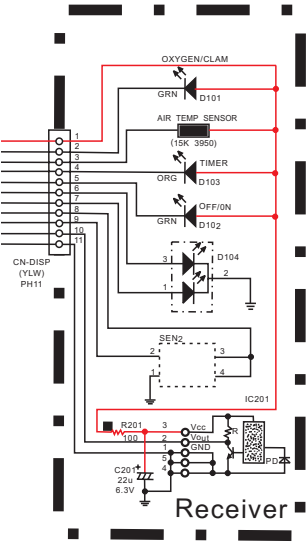 OXYGEN/CLAM
GRN D101
AIR TEMP SENSOR
(15K 3950)
TIMER
ORG D103
OFF/0N
GRN D102
1
2
3
4
5
6
7
8
9
10
11
CN-DISP
(YLW)
PH11
3 D104
2
1
SEN2
2 3
1 4
IC201
R201
100
3 Vcc
2 Vout
1 GND
5
4
R
PD
C201
22u
6.3V
+
Receiver